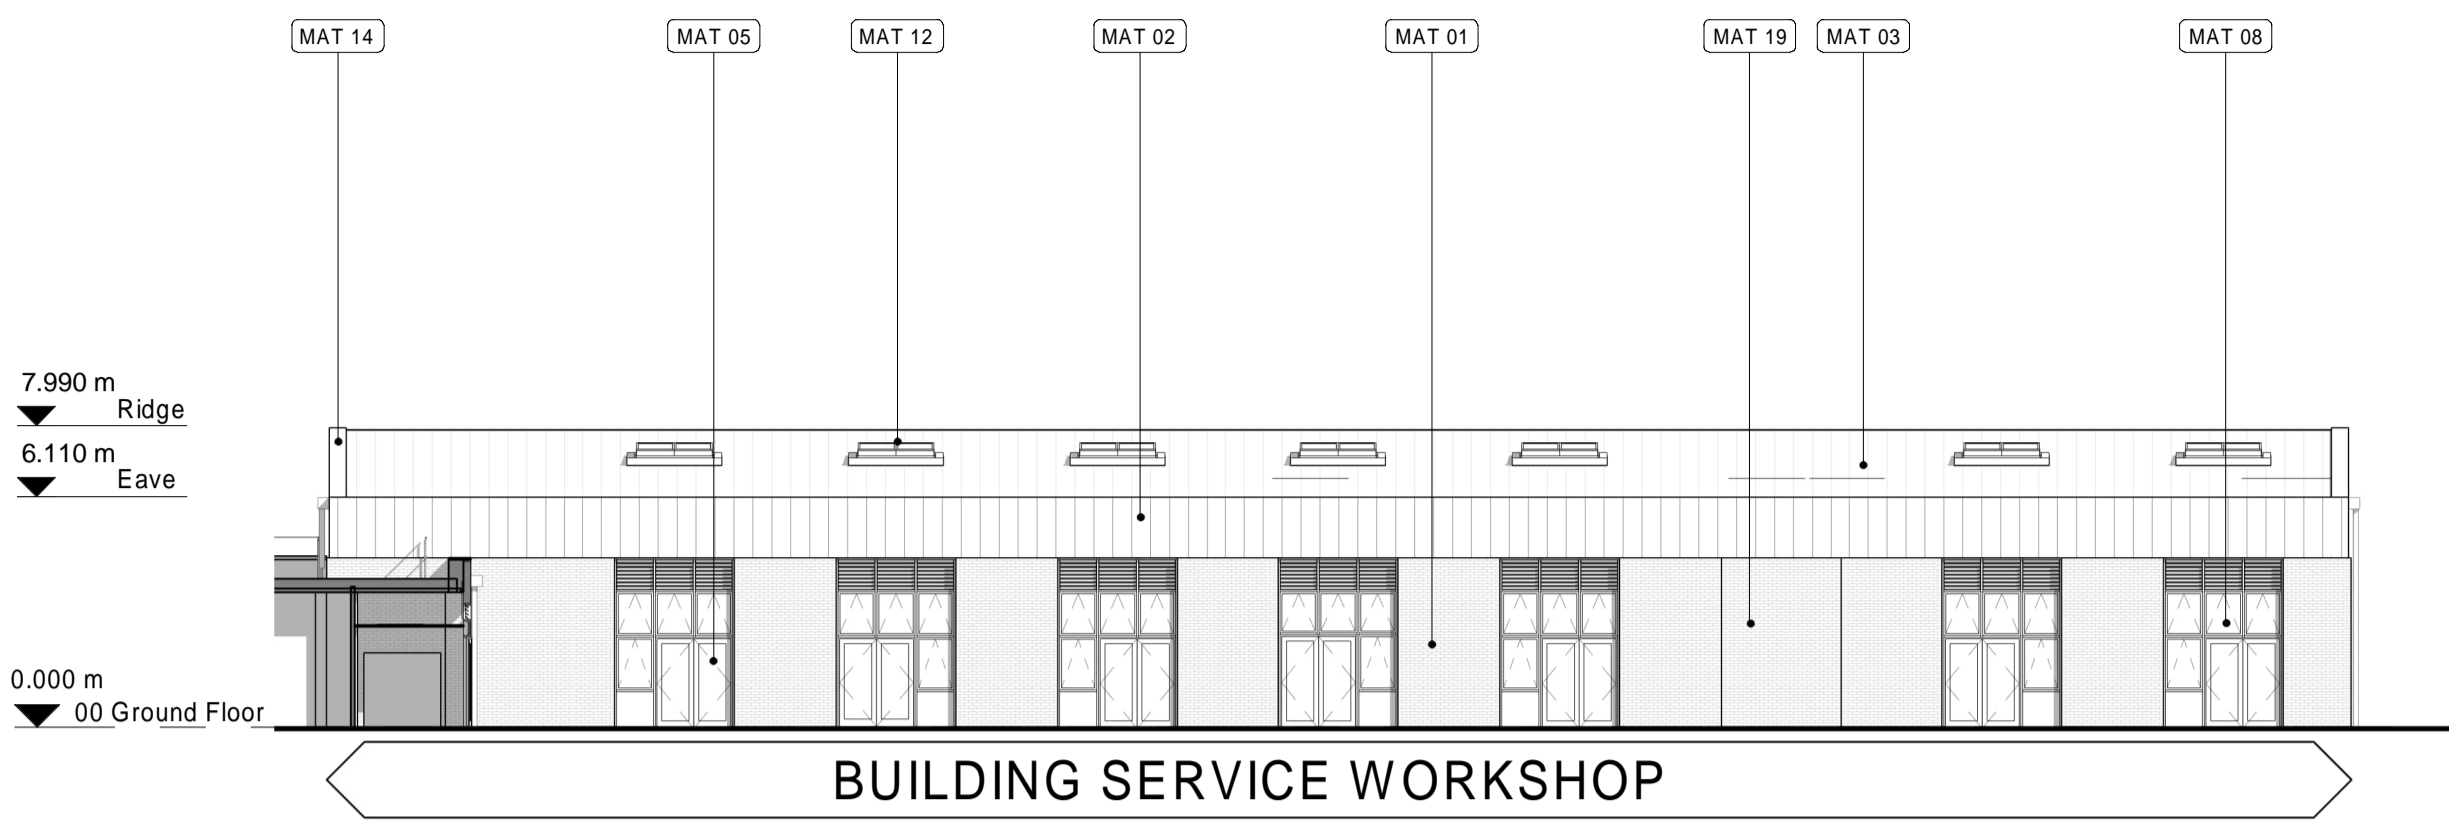 MAT 14
MAT 05
MAT 12
MAT 02
MAT 01
MAT 19
MAT 03
MAT 08
7.990 m
Ridge
6.110 m
Eave
0.000 m
00 Ground Floor
BUILDING SERVICE WORKSHOP